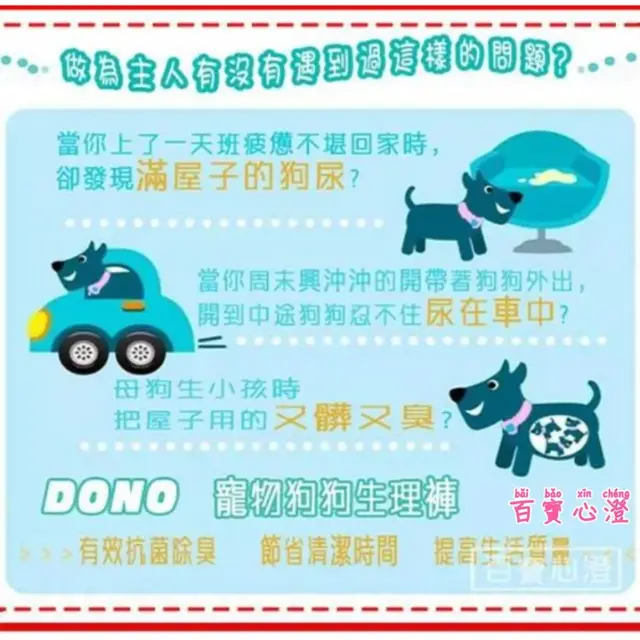 做為主人有沒有遇到過這樣的問題?
當你上了一天班疲憊不堪回家時,
卻發現滿屋子的狗尿?
當你周末興沖沖的開帶著狗狗外出,
開到中途狗狗忍不住尿在車中?
母狗生小孩時
把屋子用的又髒又臭?
DONO 寵物狗狗生理褲
bǎi bǎo xīn chéng
百寶心澄
>>>有效抗菌除臭 節省清潔時間 提高生活質量
百寶心澄